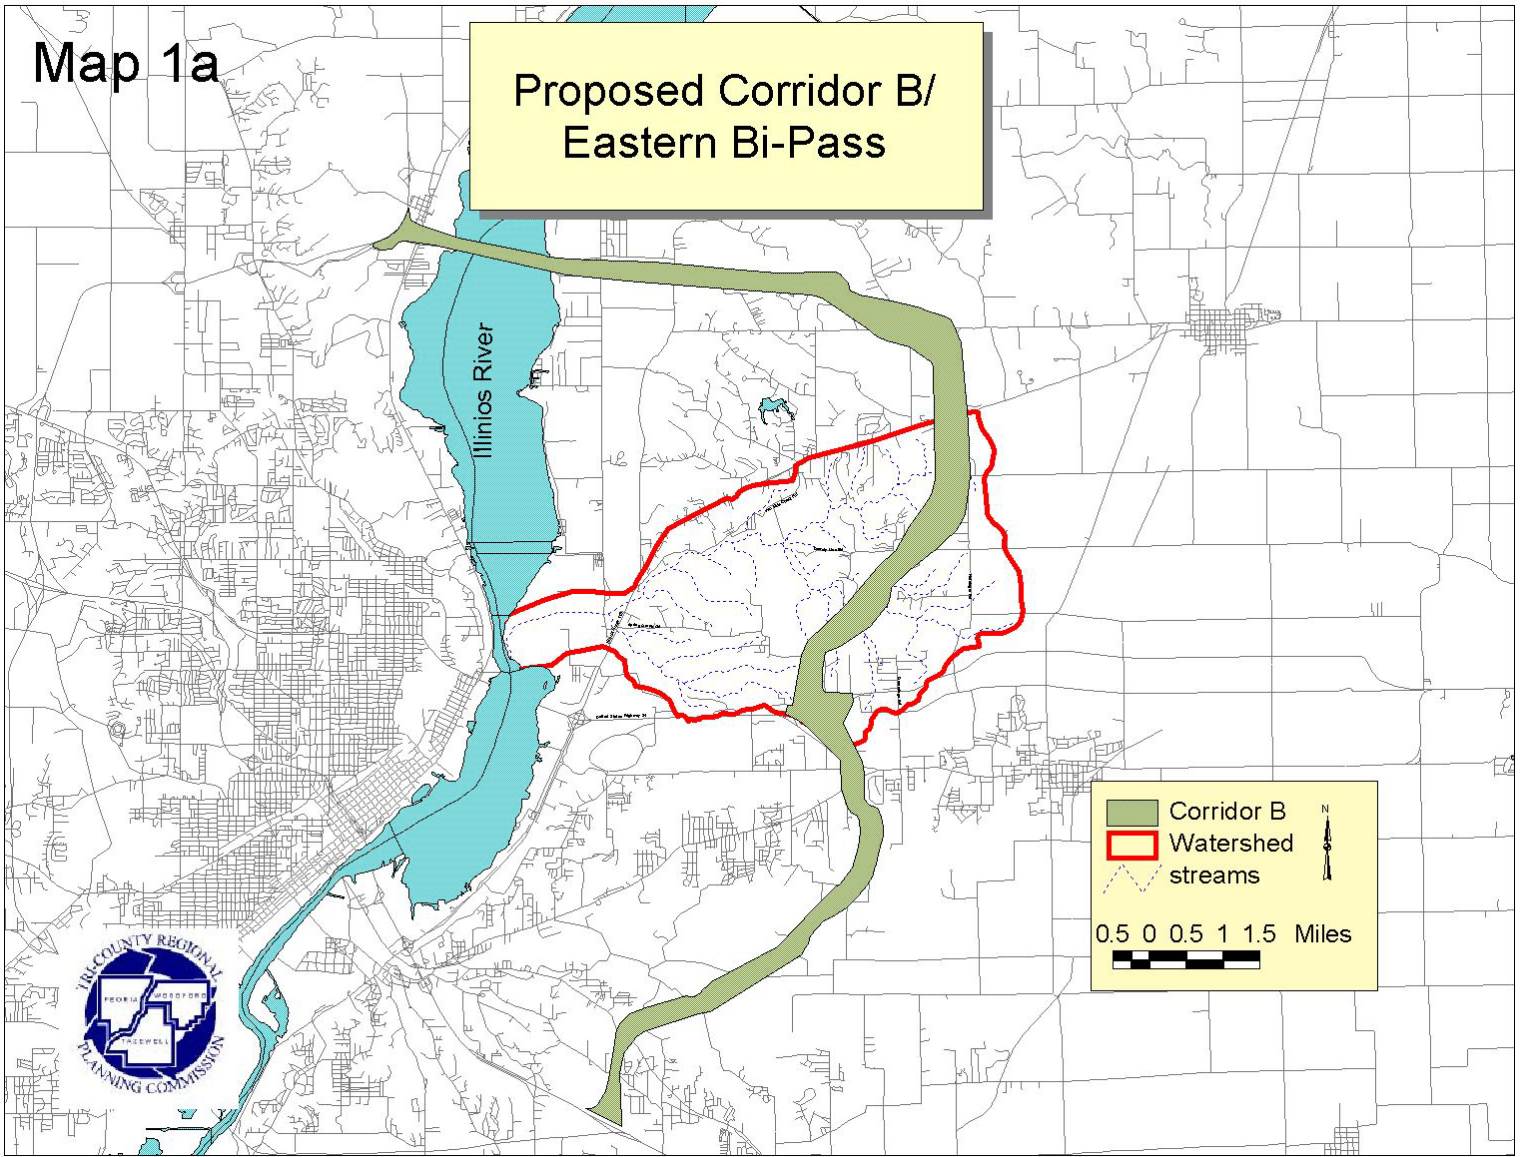 Map 1a
Proposed Corridor B/
Eastern Bi-Pass
Illinios River
Corridor B
Watershed
streams
N
0.5 0 0.5 1 1.5 Miles
TRI-COUNTY REGIONAL
PEORIA WOODFORD
TAZEWELL
PLANNING COMMISSION